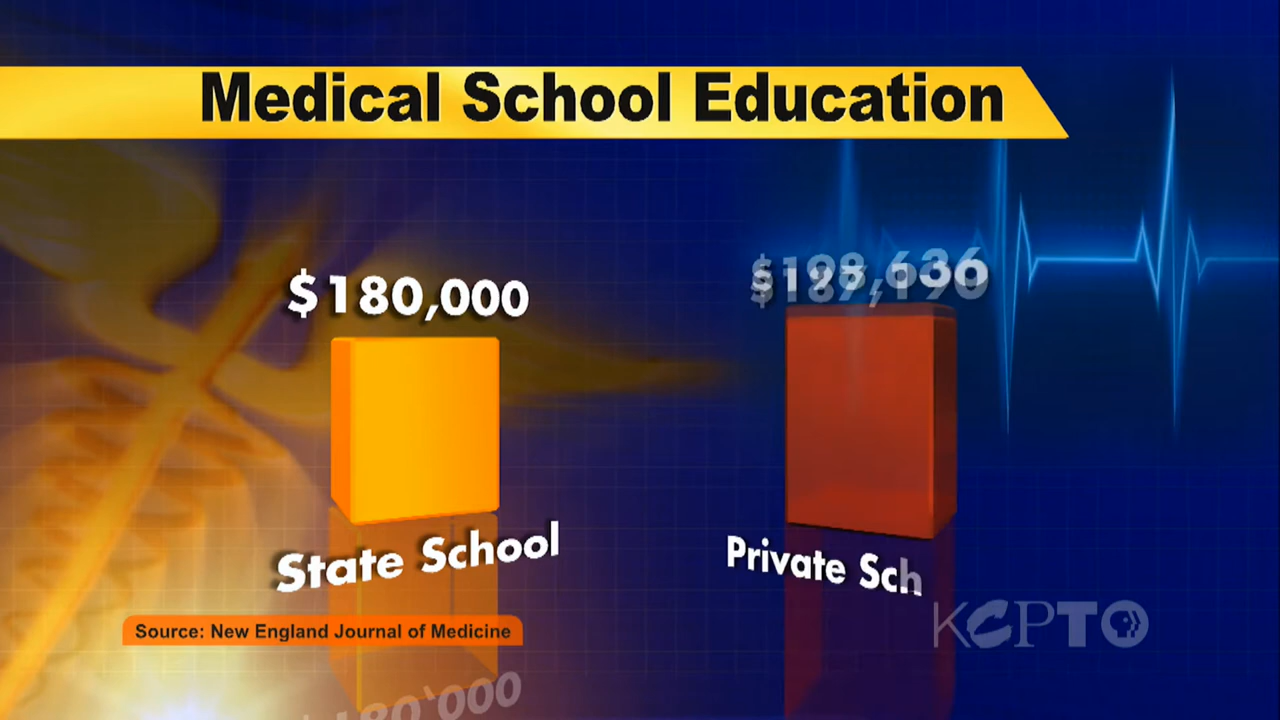 Medical School Education
$180,000
State School
Private Sch
Source: New England Journal of Medicine
KCPT